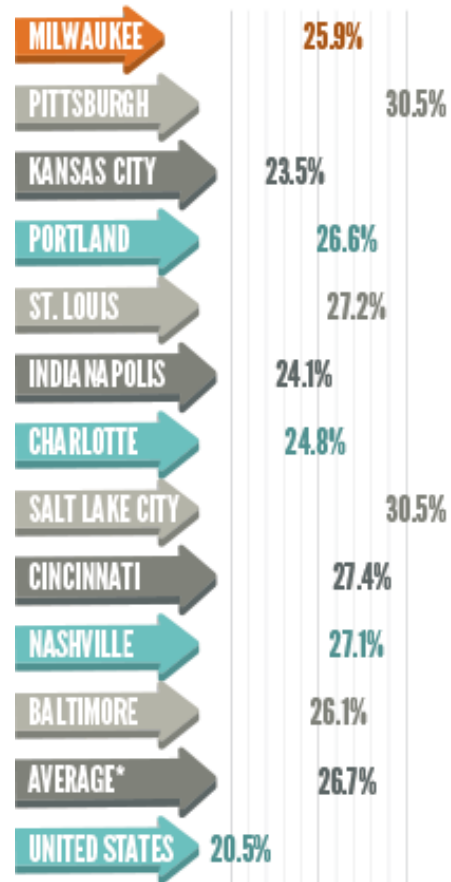 MILWAUKEE 25.9%
PITTSBURGH 30.5%
KANSAS CITY 23.5%
PORTLAND 26.6%
ST. LOUIS 27.2%
INDIANAPOLIS 24.1%
CHARLOTTE 24.8%
SALT LAKE CITY 30.5%
CINCINNATI 27.4%
NASHVILLE 27.1%
BALTIMORE 26.1%
AVERAGE* 26.7%
UNITED STATES 20.5%